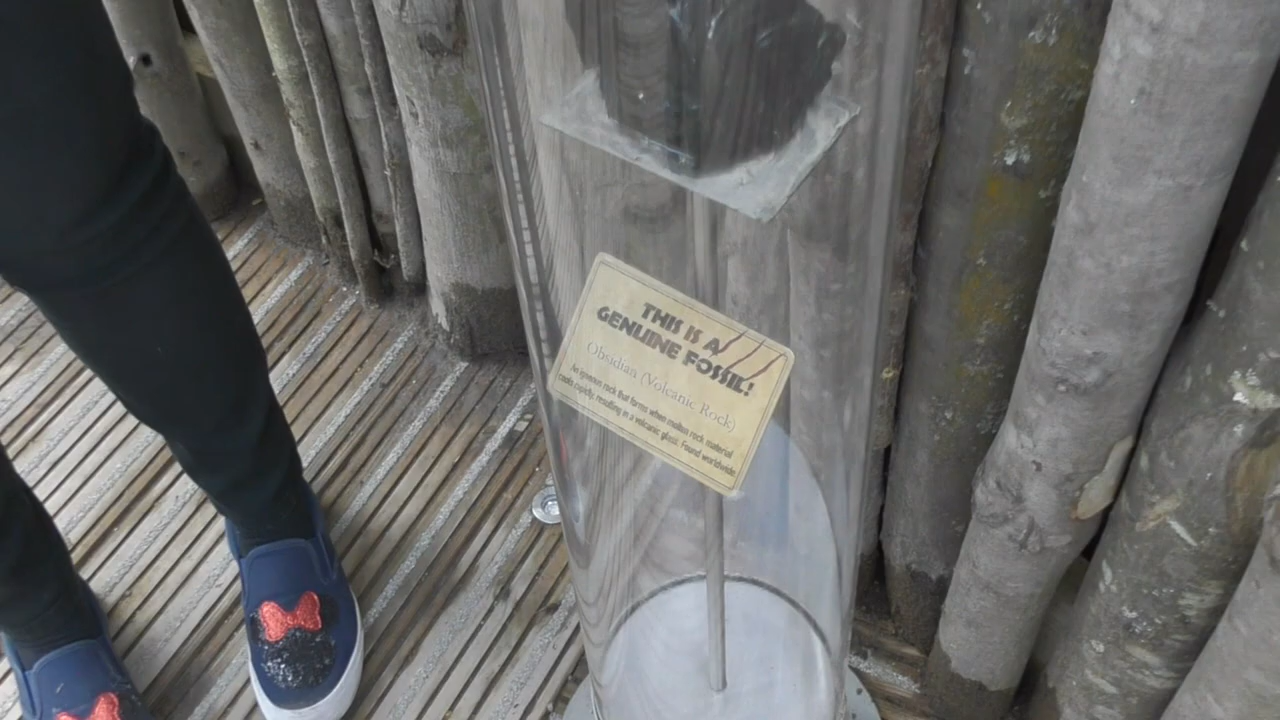 THIS IS A
GENUINE FOSSIL!
Obsidian (Volcanic Rock)
An igneous rock that forms when molten rock material
cools rapidly, resulting in a volcanic glass. Found worldwide